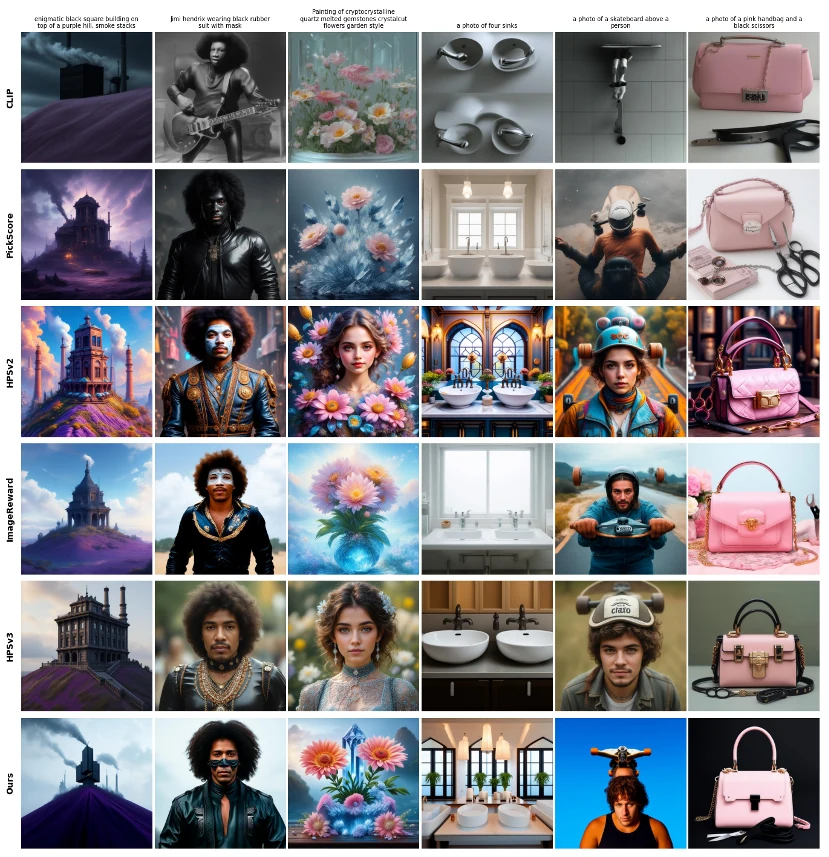 enigmatic black square building on
top of a purple hill. smoke stacks
Jimi hendrix wearing black rubber
suit with mask
Painting of cryptocrystalline
quartz melted gemstones crystalcut
flowers garden style
a photo of four sinks
a photo of a skateboard above a
person
a photo of a pink handbag and a
black scissors
CLIP
PickScore
HPSv2
ImageReward
HPSv3
Ours